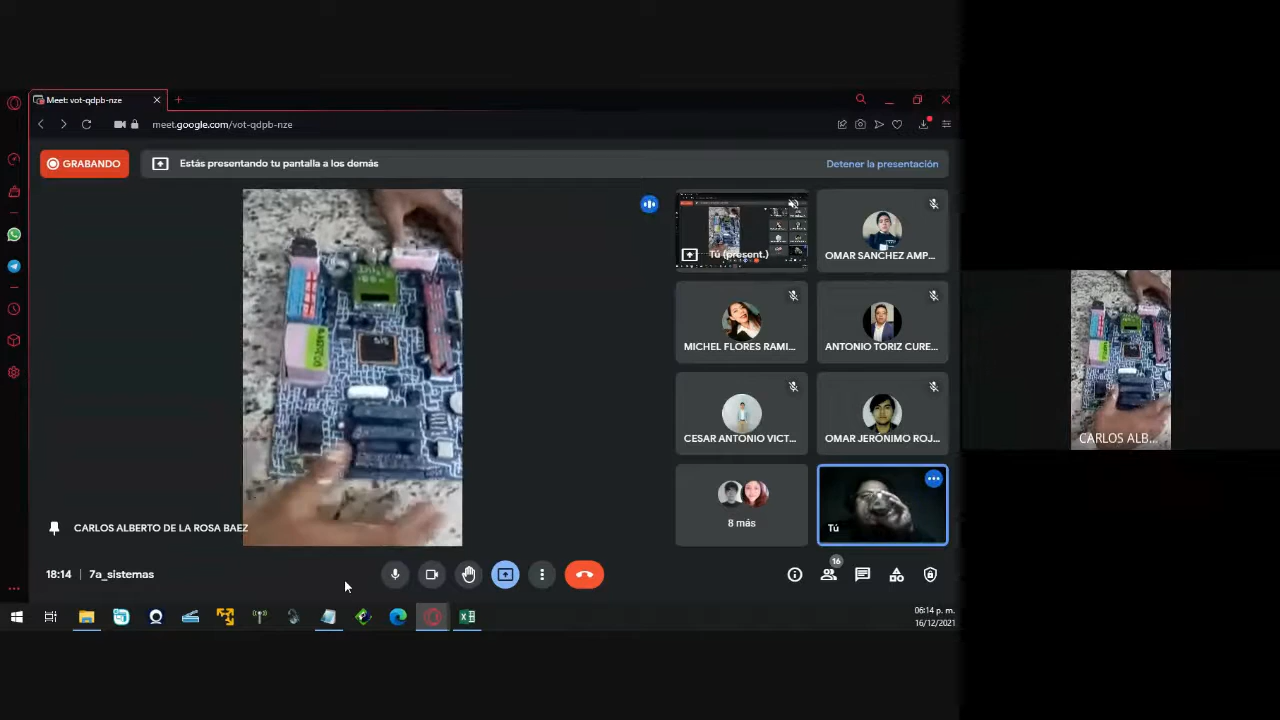 Meet: vot-qdpb-nze
meet.google.com/vot-qdpb-nze
GRABANDO
Estás presentando tu pantalla a los demás
Detener la presentación
Tú (present.)
OMAR SANCHEZ AMP...
MICHEL FLORES RAMI...
ANTONIO TORIZ CURE...
CESAR ANTONIO VICT...
OMAR JERÓNIMO ROJ...
8 más
Tú
CARLOS ALBERTO DE LA ROSA BAEZ
CARLOS ALB...
18:14 | 7a_sistemas
16
06:14 p. m.
16/12/2021